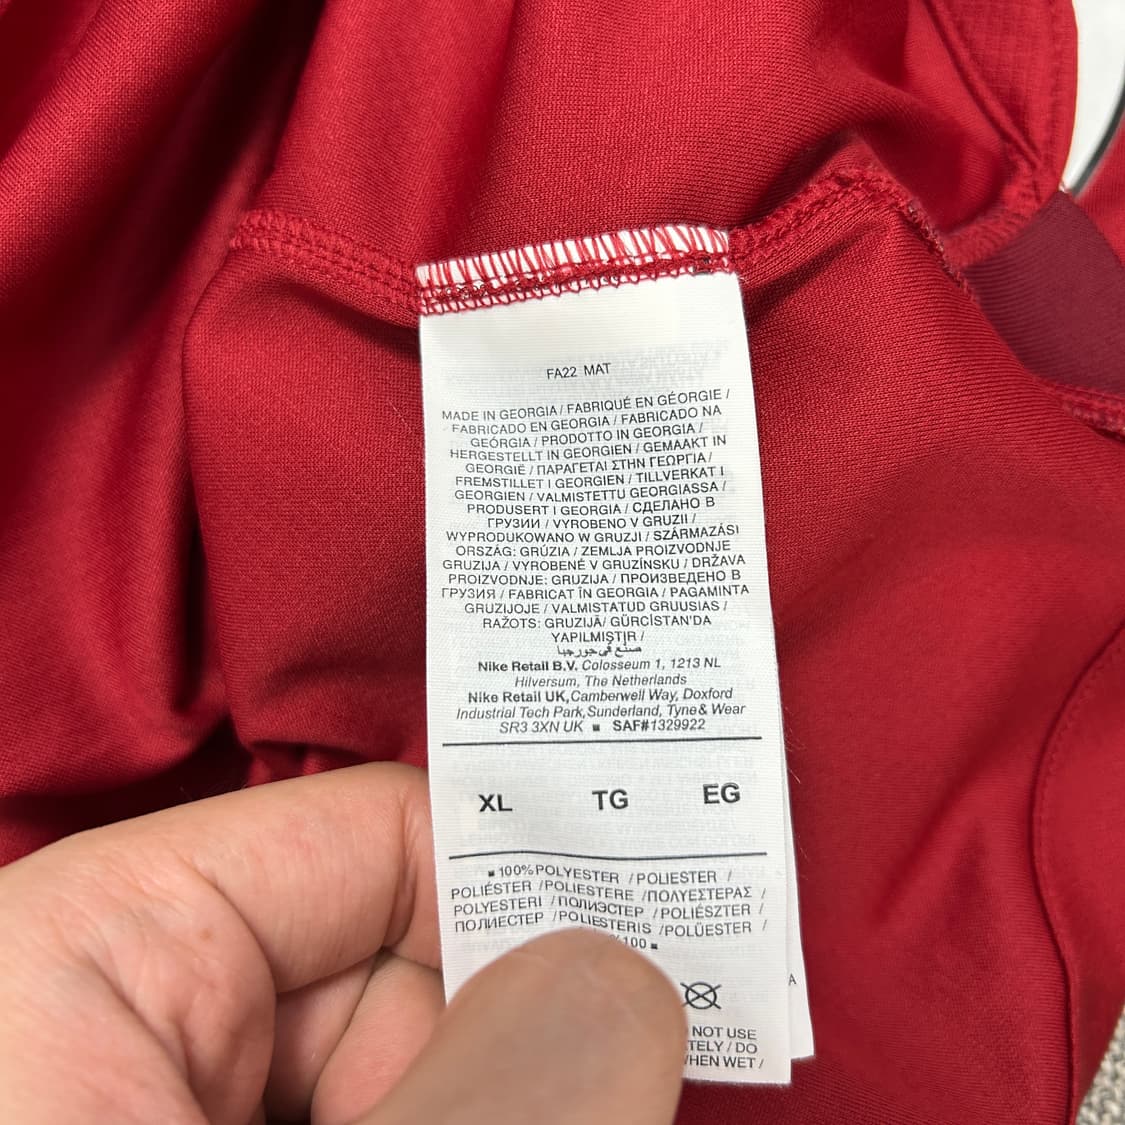 FA22 MAT
MADE IN GEORGIA / FABRIQUÉ EN GÉORGIE /
FABRICADO EN GEORGIA / FABRICADO NA
GEÓRGIA / PRODOTTO IN GEORGIA /
HERGESTELLT IN GEORGIEN / GEMAAKT IN
GEORGIË / ΠΑΡΑΓΕΤΑΙ ΣΤΗΝ ΓΕΩΡΓΙΑ /
FREMSTILLET I GEORGIEN / TILLVERKAT I
GEORGIEN / VALMISTETTU GEORGIASSA /
PRODUSERT I GEORGIA / СДЕЛАНО В
ГРУЗИИ / VYROBENO V GRUZII /
WYPRODUKOWANO W GRUZJI / SZÁRMAZÁSI
ORSZÁG: GRÚZIA / ZEMLJA PROIZVODNJE
GRUZIJA / VYROBENÉ V GRUZÍNSKU / DRŽAVA
PROIZVODNJE: GRUZIJA / ПРОИЗВЕДЕНО В
ГРУЗИЯ / FABRICAT ÎN GEORGIA / PAGAMINTA
GRUZIJOJE / VALMISTATUD GRUUSIAS /
RAŽOTS: GRUZIJĀ / GÜRCİSTAN'DA
YAPILMIŞTIR /
صنع في جورجيا
Nike Retail B.V. Colosseum 1, 1213 NL
Hilversum, The Netherlands
Nike Retail UK, Camberwell Way, Doxford
Industrial Tech Park, Sunderland, Tyne & Wear
SR3 3XN UK ■ SAF#1329922
XL TG EG
■ 100% POLYESTER / POLIESTER /
POLIÉSTER / POLIESTERE / ΠΟΛΥΕΣΤΕΡΑΣ /
POLYESTERI / ПОЛИЭСТЕР / POLIÉSZTER /
ПОЛИЕСТЕР / POLIESTERIS / POLÜESTER /
%100 ■
A
NOT USE
/ DO
WHEN WET /